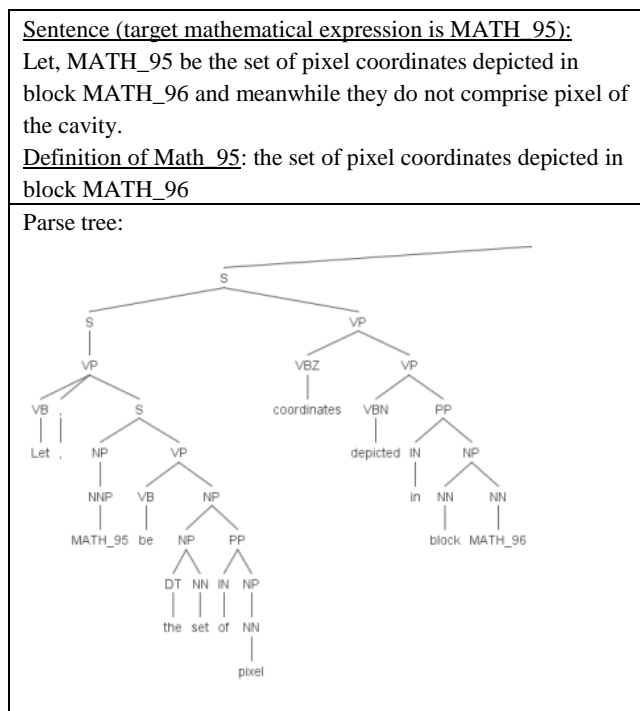 Sentence (target mathematical expression is MATH_95):
Let, MATH_95 be the set of pixel coordinates depicted in
block MATH_96 and meanwhile they do not comprise pixel of
the cavity.
Definition of Math_95: the set of pixel coordinates depicted in
block MATH_96
Parse tree:
S
S VP
VP VBZ VP
VB , S coordinates VBN PP
Let , NP VP depicted IN NP
NNP VB NP in NN NN
MATH_95 be NP PP block MATH_96
DT NN IN NP
the set of NN
pixel